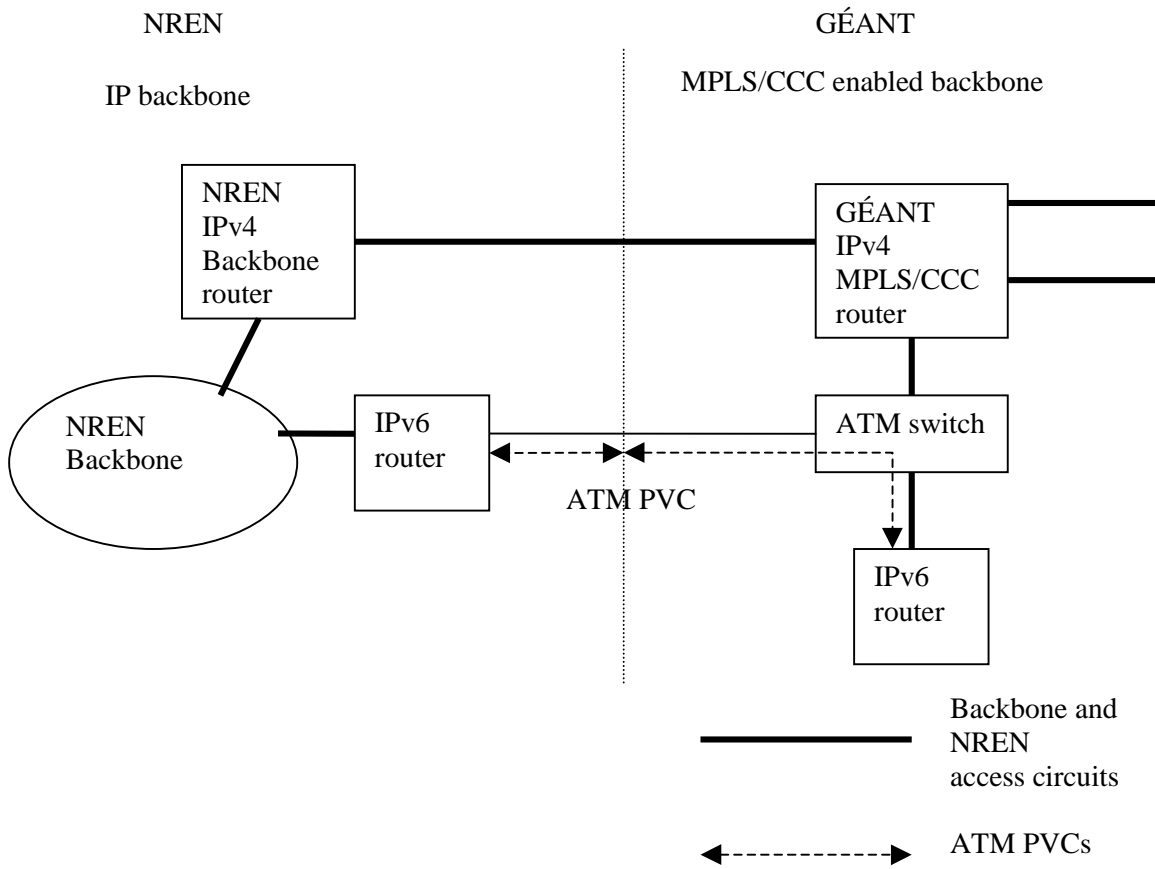 NREN
GÉANT
IP backbone
MPLS/CCC enabled backbone
NREN
IPv4
Backbone
router
GÉANT
IPv4
MPLS/CCC
router
NREN
Backbone
IPv6
router
ATM switch
ATM PVC
IPv6
router
Backbone and
NREN
access circuits
ATM PVCs